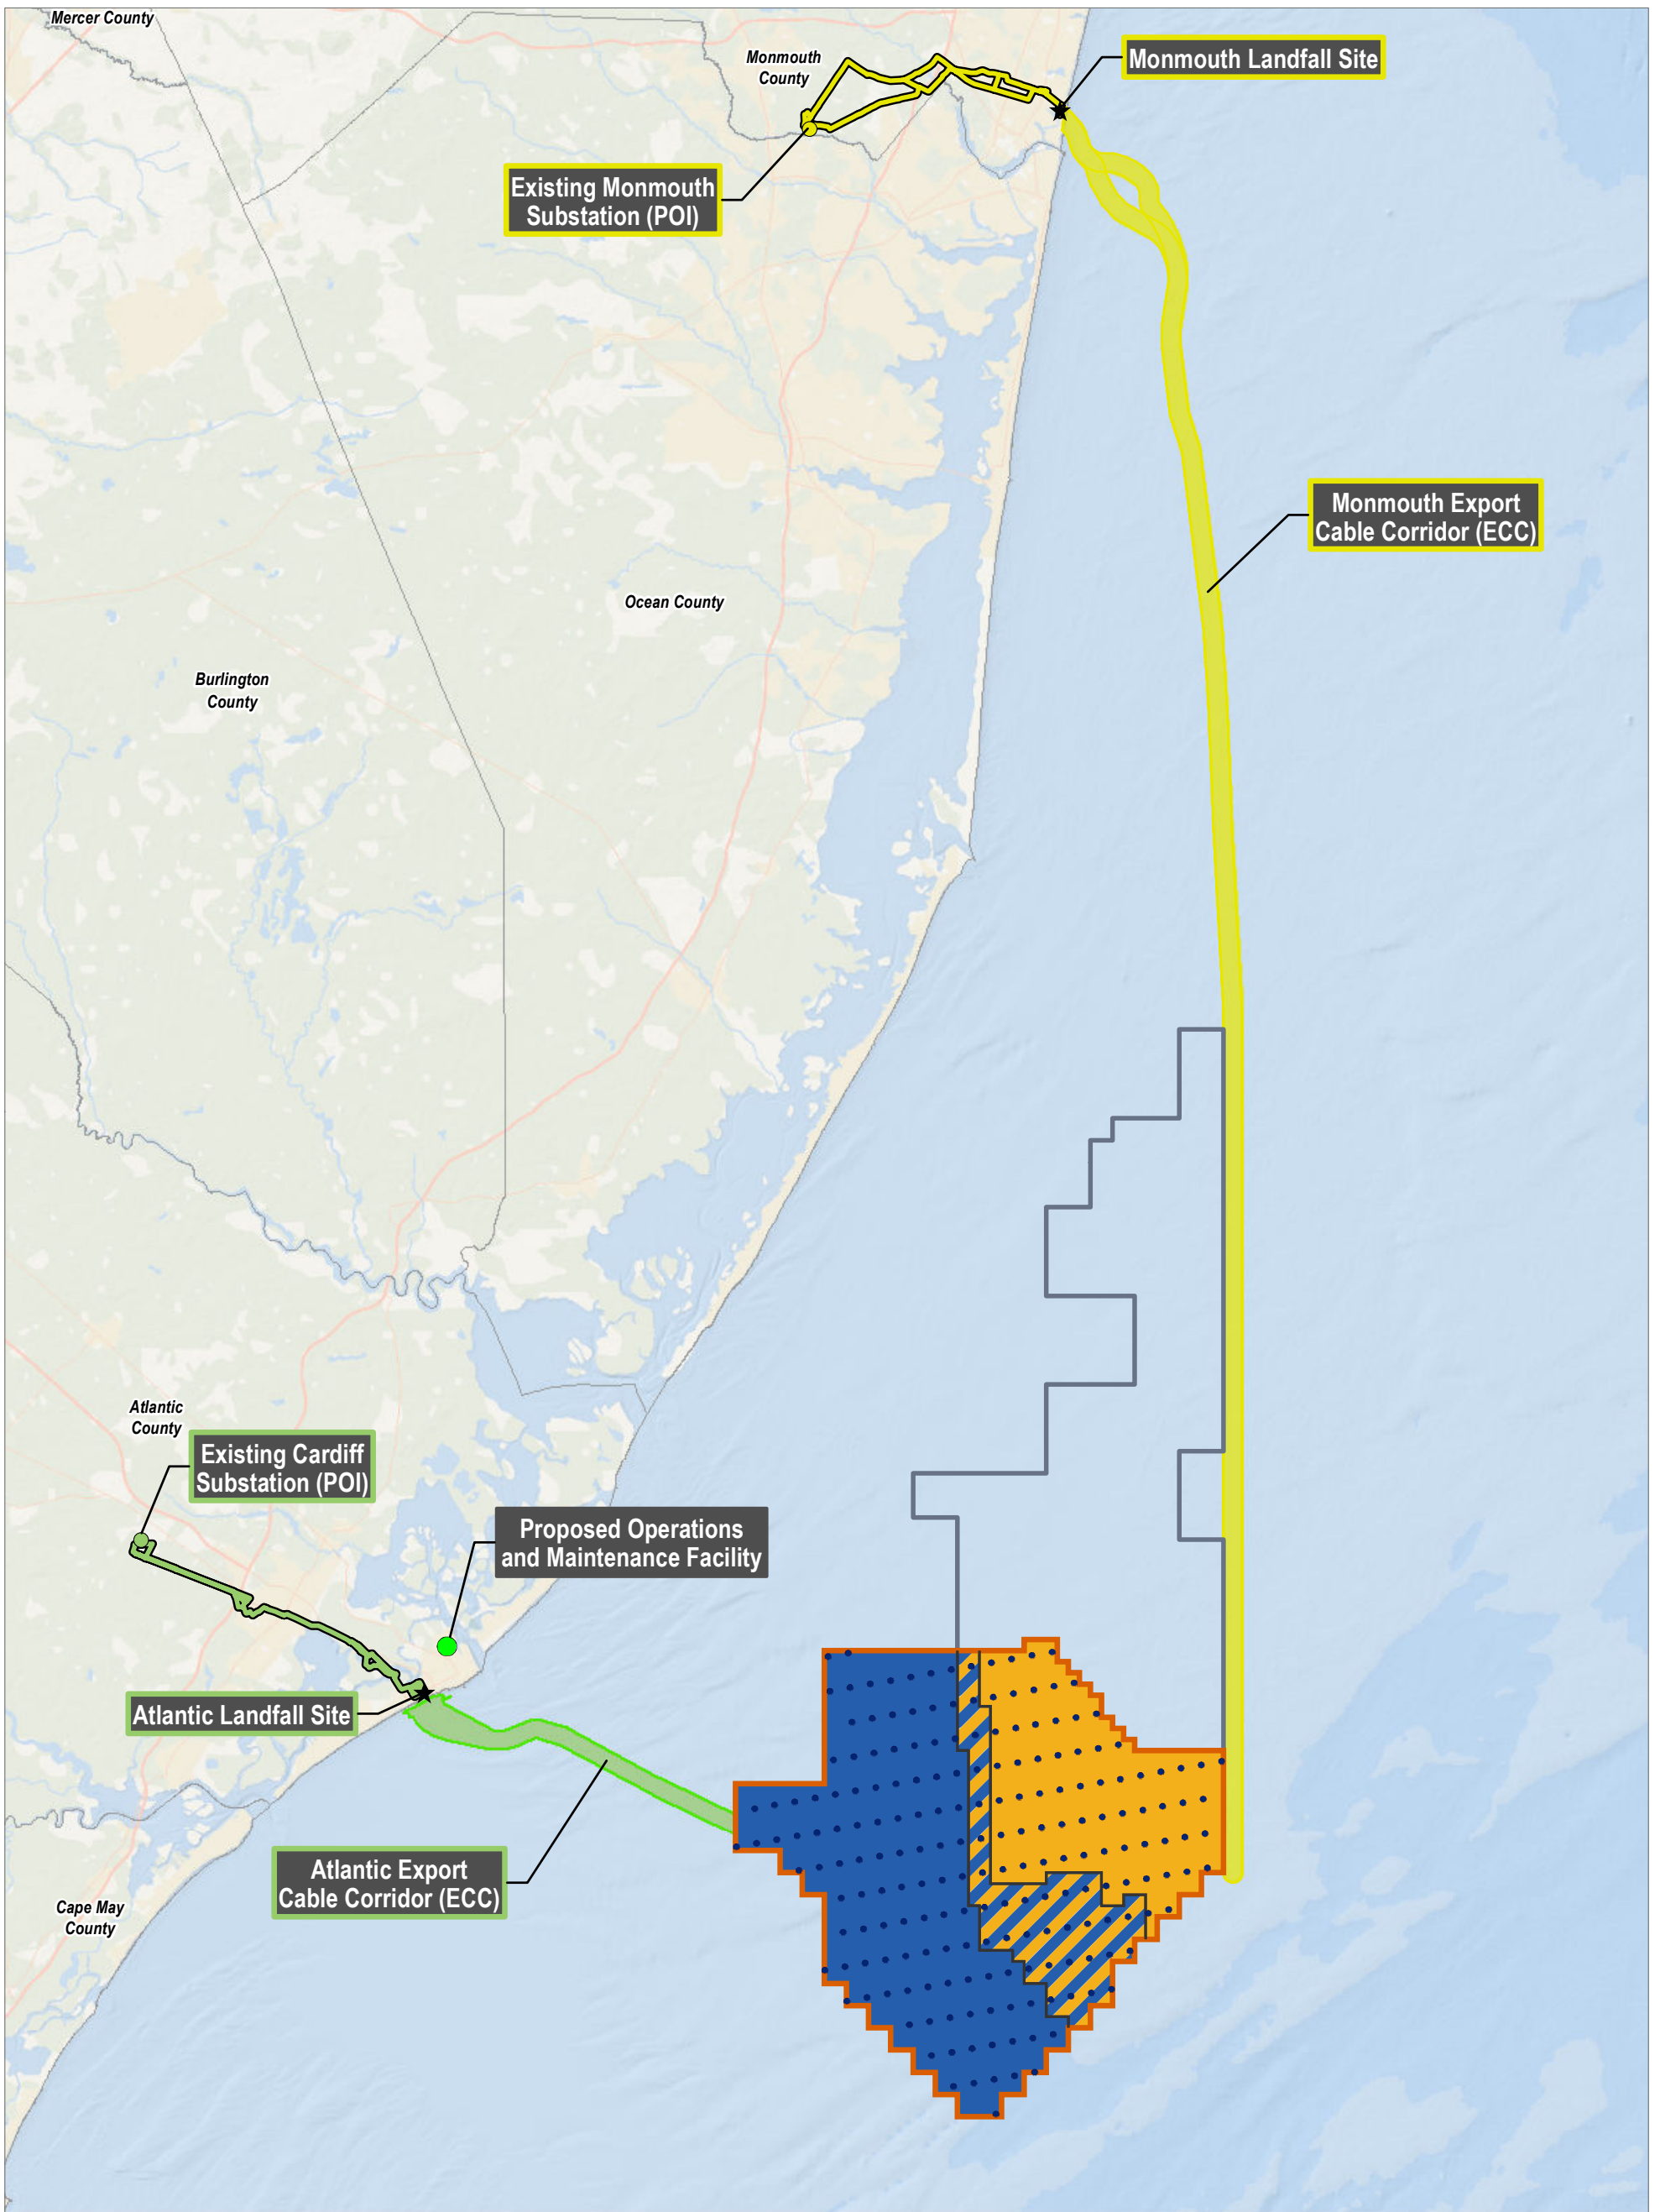 Mercer County
Monmouth
County
Monmouth Landfall Site
Existing Monmouth
Substation (POI)
Monmouth Export
Cable Corridor (ECC)
Ocean County
Burlington
County
Atlantic
County
Existing Cardiff
Substation (POI)
Proposed Operations
and Maintenance Facility
Atlantic Landfall Site
Atlantic Export
Cable Corridor (ECC)
Cape May
County